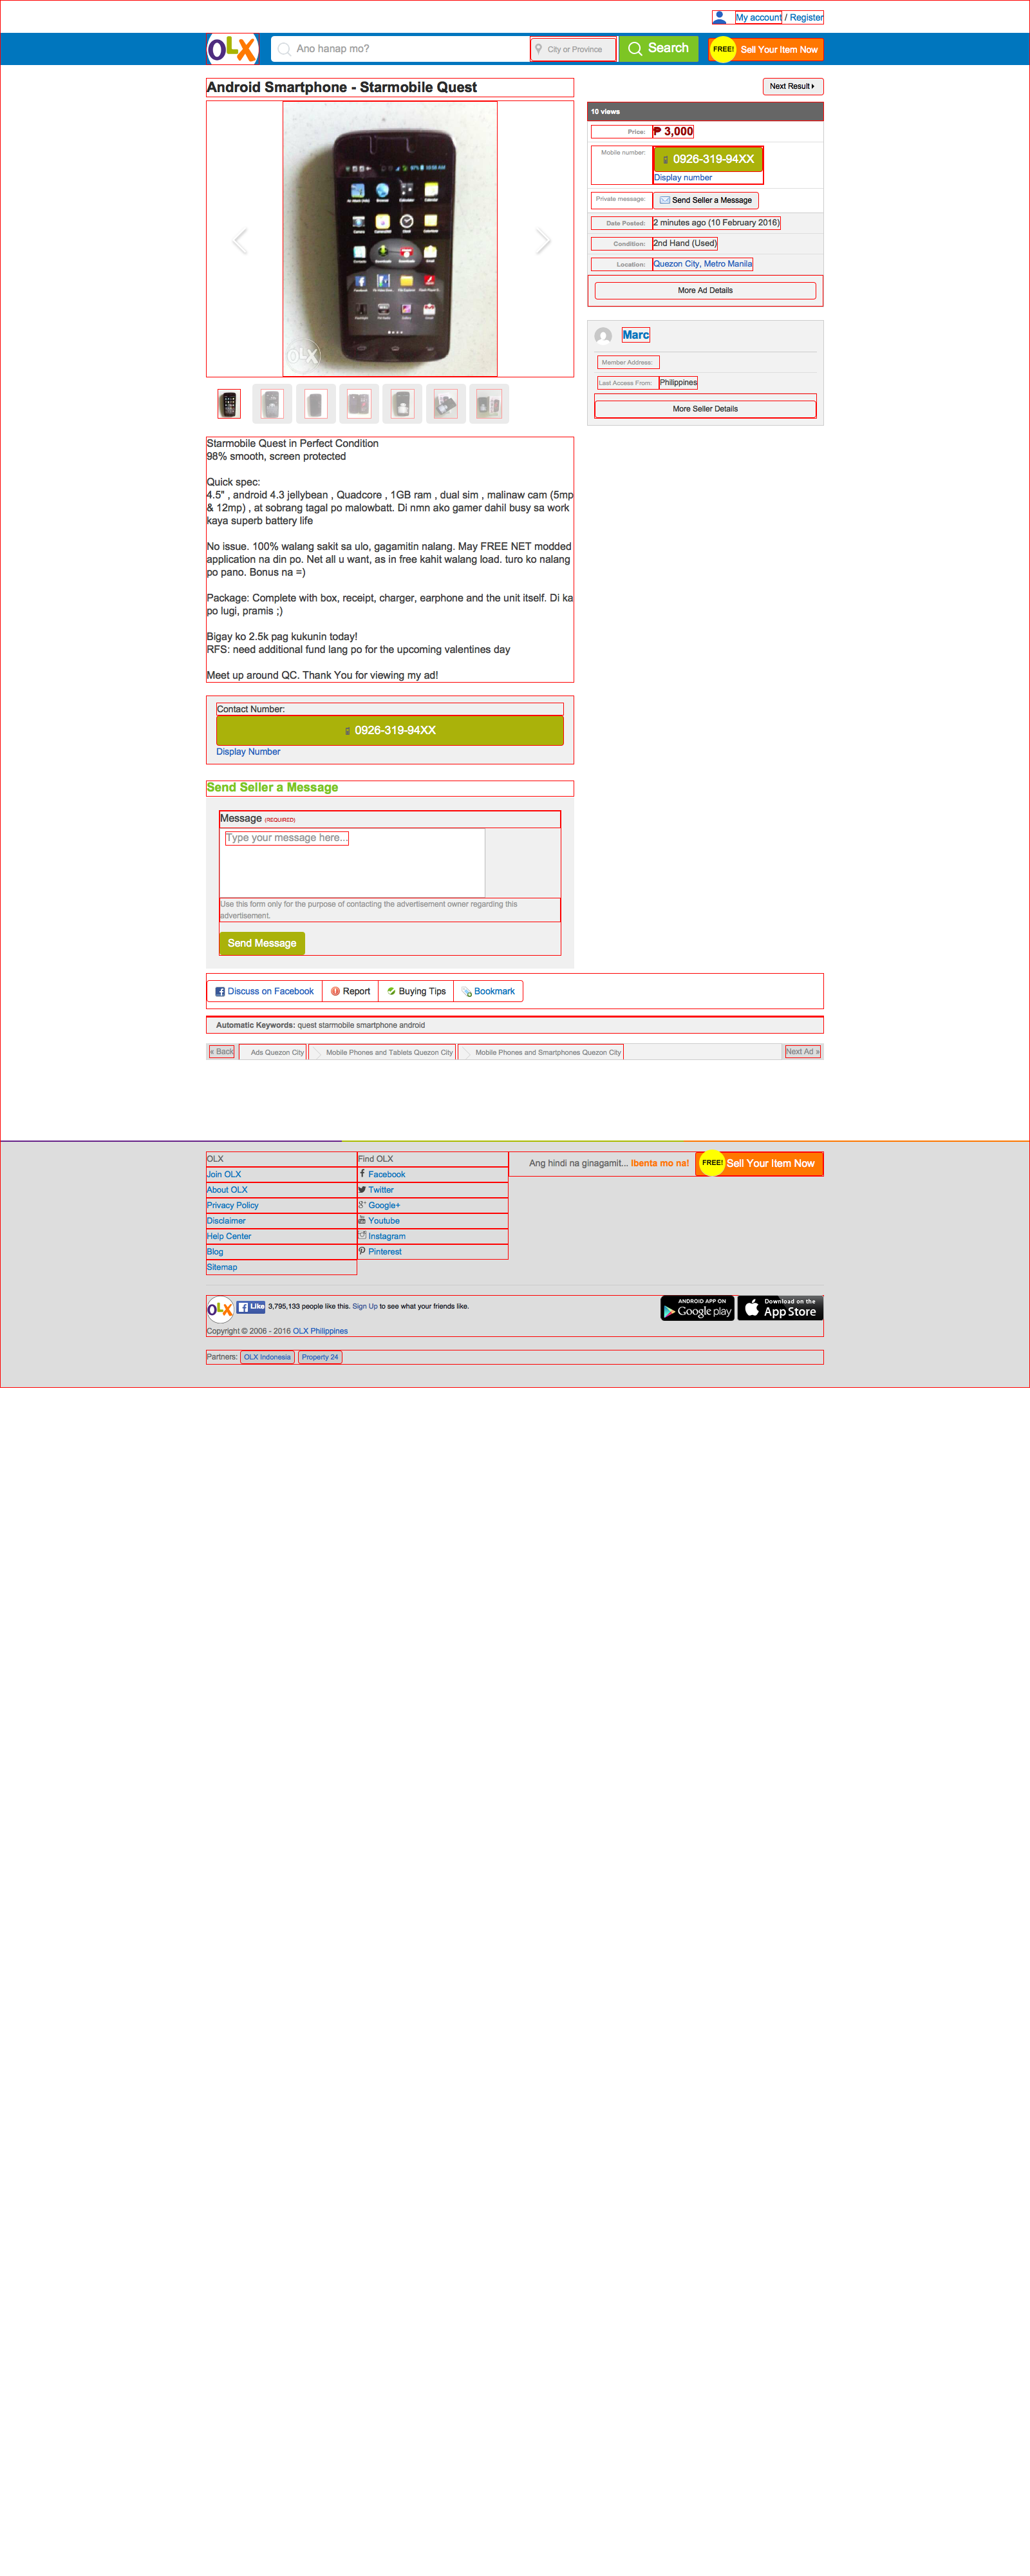 My account / Register
OLX
Ano hanap mo?
City or Province
Search
FREE!
Sell Your Item Now
Android Smartphone - Starmobile Quest
Next Result
10 views
Price:
₱ 3,000
Mobile number:
0926-319-94XX
Display number
Private message:
Send Seller a Message
Date Posted:
2 minutes ago (10 February 2016)
Condition:
2nd Hand (Used)
Location:
Quezon City, Metro Manila
More Ad Details
OLX
Marc
Member Address:
Last Access From:
Philippines
More Seller Details
Starmobile Quest in Perfect Condition
98% smooth, screen protected
Quick spec:
4.5" , android 4.3 jellybean , Quadcore , 1GB ram , dual sim , malinaw cam (5mp
& 12mp) , at sobrang tagal po malowbatt. Di nmn ako gamer dahil busy sa work
kaya superb battery life
No issue. 100% walang sakit sa ulo, gagamitin nalang. May FREE NET modded
application na din po. Net all u want, as in free kahit walang load. turo ko nalang
po pano. Bonus na =)
Package: Complete with box, receipt, charger, earphone and the unit itself. Di ka
po lugi, pramis ;)
Bigay ko 2.5k pag kukunin today!
RFS: need additional fund lang po for the upcoming valentines day
Meet up around QC. Thank You for viewing my ad!
Contact Number:
0926-319-94XX
Display Number
Send Seller a Message
Message (REQUIRED)
Type your message here...
Use this form only for the purpose of contacting the advertisement owner regarding this
advertisement.
Send Message
Discuss on Facebook
Report
Buying Tips
Bookmark
Automatic Keywords: quest starmobile smartphone android
« Back
Ads Quezon City
Mobile Phones and Tablets Quezon City
Mobile Phones and Smartphones Quezon City
Next Ad »
OLX
Join OLX
About OLX
Privacy Policy
Disclaimer
Help Center
Blog
Sitemap
Find OLX
Facebook
Twitter
Google+
Youtube
Instagram
Pinterest
Ang hindi na ginagamit... Ibenta mo na!
FREE!
Sell Your Item Now
OLX
Like
3,795,133 people like this. Sign Up to see what your friends like.
ANDROID APP ON
Google play
Download on the
App Store
Copyright © 2006 - 2016 OLX Philippines
Partners: OLX Indonesia Property 24